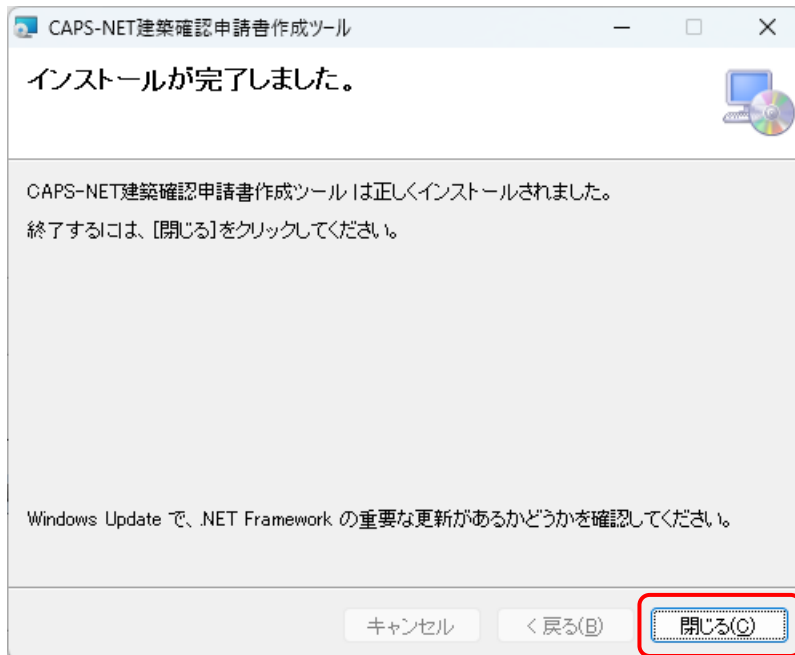 CAPS-NET建築確認申請書作成ツール
インストールが完了しました。
CAPS-NET建築確認申請書作成ツール は正しくインストールされました。
終了するには、[閉じる]をクリックしてください。
Windows Update で、.NET Framework の重要な更新があるかどうかを確認してください。
キャンセル
< 戻る(B)
閉じる(C)